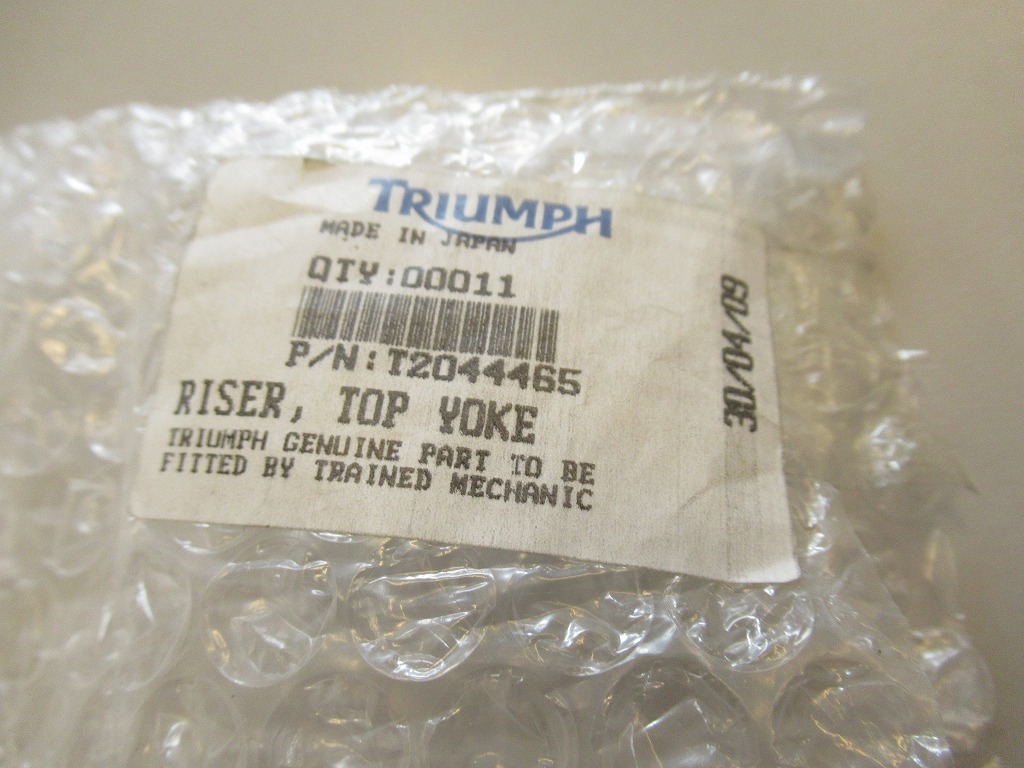 TRIUMPH
MADE IN JAPAN
QTY:00011
P/N:T2044465
RISER, TOP YOKE
TRIUMPH GENUINE PART TO BE
FITTED BY TRAINED MECHANIC
30/04/09